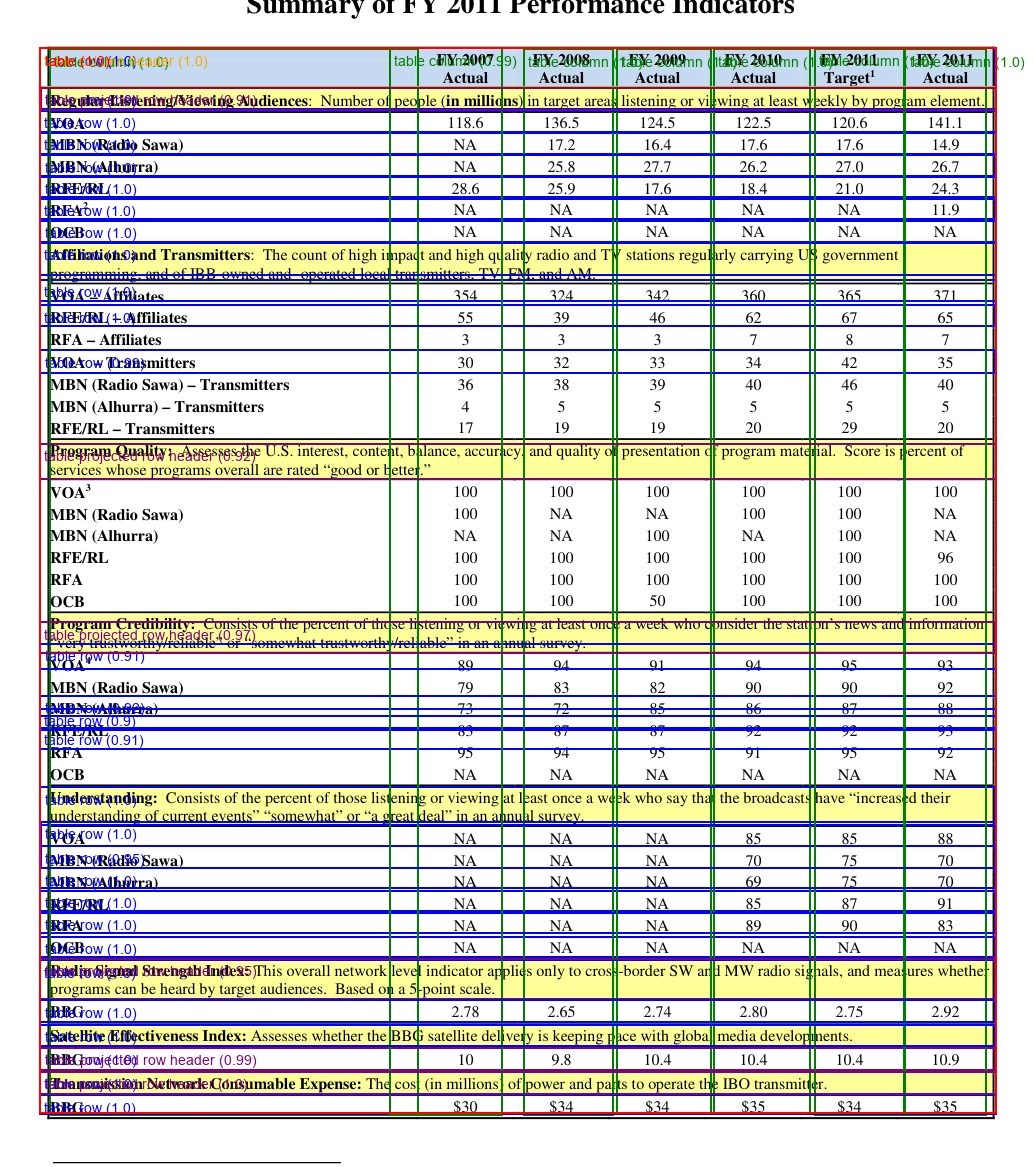 Summary of FY 2011 Performance Indicators
FY 2007 FY 2008 FY 2009 FY 2010 FY 2011 FY 2011
Actual Actual Actual Actual Target1 Actual
Regular Listening/Viewing Audiences: Number of people (in millions) in target areas listening or viewing at least weekly by program element.
VOA 118.6 136.5 124.5 122.5 120.6 141.1
MBN (Radio Sawa) NA 17.2 16.4 17.6 17.6 14.9
MBN (Alhurra) NA 25.8 27.7 26.2 27.0 26.7
RFE/RL 28.6 25.9 17.6 18.4 21.0 24.3
RFA2 NA NA NA NA NA 11.9
OCB NA NA NA NA NA NA
Affiliations and Transmitters: The count of high impact and high quality radio and TV stations regularly carrying US government
programming, and of IBB owned and operated local transmitters, TV, FM, and AM.
VOA – Affiliates 354 324 342 360 365 371
RFE/RL – Affiliates 55 39 46 62 67 65
RFA – Affiliates 3 3 3 7 8 7
VOA – Transmitters 30 32 33 34 42 35
MBN (Radio Sawa) – Transmitters 36 38 39 40 46 40
MBN (Alhurra) – Transmitters 4 5 5 5 5 5
RFE/RL – Transmitters 17 19 19 20 29 20
Program Quality: Assesses the U.S. interest, content, balance, accuracy, and quality of presentation of program material. Score is percent of
services whose programs overall are rated “good or better.”
VOA3 100 100 100 100 100 100
MBN (Radio Sawa) 100 NA NA 100 100 NA
MBN (Alhurra) NA NA 100 NA 100 NA
RFE/RL 100 100 100 100 100 96
RFA 100 100 100 100 100 100
OCB 100 100 50 100 100 100
Program Credibility: Consists of the percent of those listening or viewing at least once a week who consider the station’s news and information
“very trustworthy/reliable” or “somewhat trustworthy/reliable” in an annual survey.
VOA4 89 94 91 94 95 93
MBN (Radio Sawa) 79 83 82 90 90 92
MBN (Alhurra) 73 72 85 86 87 88
RFE/RL 83 87 87 92 92 93
RFA 95 94 95 91 95 92
OCB NA NA NA NA NA NA
Understanding: Consists of the percent of those listening or viewing at least once a week who say that the broadcasts have “increased their
understanding of current events” “somewhat” or “a great deal” in an annual survey.
VOA NA NA NA 85 85 88
MBN (Radio Sawa) NA NA NA 70 75 70
MBN (Alhurra) NA NA NA 69 75 70
RFE/RL NA NA NA 85 87 91
RFA NA NA NA 89 90 83
OCB NA NA NA NA NA NA
Radio Signal Strength Index: This overall network level indicator applies only to cross-border SW and MW radio signals, and measures whether
programs can be heard by target audiences. Based on a 5-point scale.
BBG 2.78 2.65 2.74 2.80 2.75 2.92
Satellite Effectiveness Index: Assesses whether the BBG satellite delivery is keeping pace with global media developments.
BBG 10 9.8 10.4 10.4 10.4 10.9
Transmission Network Consumable Expense: The cost (in millions) of power and parts to operate the IBO transmitter.
BBG $30 $34 $34 $35 $34 $35